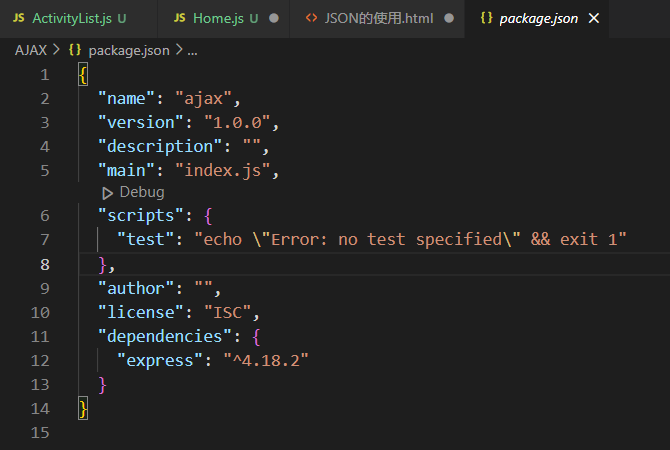 JS ActivityList.js U JS Home.js U <> JSON的使用.html {} package.json
AJAX > {} package.json > ...
1 {
2 "name": "ajax",
3 "version": "1.0.0",
4 "description": "",
5 "main": "index.js",
Debug
6 "scripts": {
7 "test": "echo \"Error: no test specified\" && exit 1"
8 },
9 "author": "",
10 "license": "ISC",
11 "dependencies": {
12 "express": "^4.18.2"
13 }
14 }
15